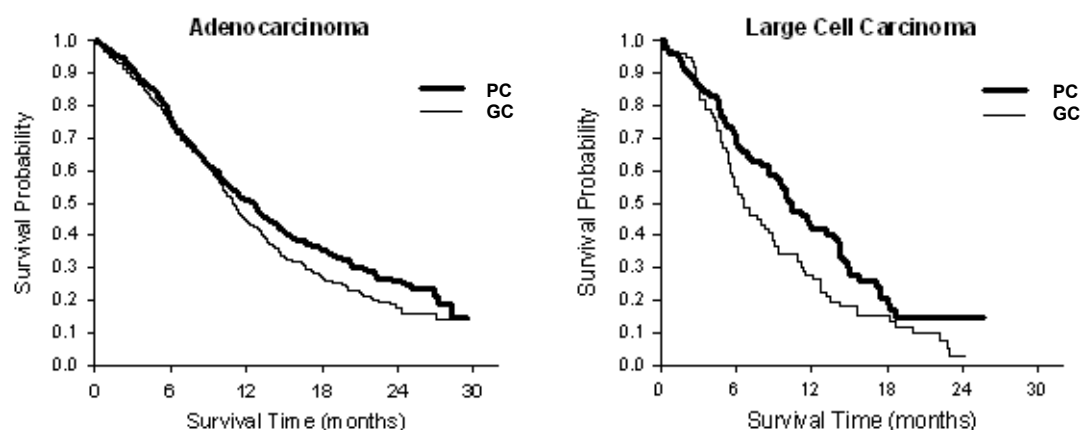 Adenocarcinoma
1.0
0.9
0.8
0.7
0.6
0.5
0.4
0.3
0.2
0.1
0.0
Survival Probability
PC
GC
0 6 12 18 24 30
Survival Time (months)
Large Cell Carcinoma
1.0
0.9
0.8
0.7
0.6
0.5
0.4
0.3
0.2
0.1
0.0
Survival Probability
PC
GC
0 6 12 18 24 30
Survival Time (months)